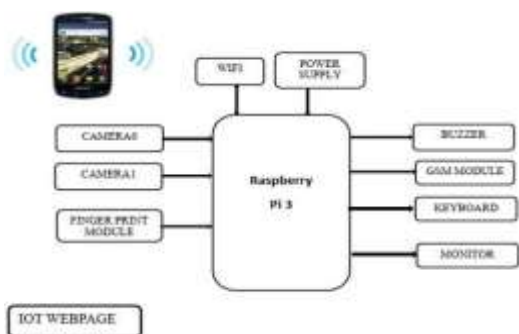 WIFI
POWER
SUPPLY
CAMERA0
CAMERA1
FINGER PRINT
MODULE
Raspberry
Pi 3
BUZZER
GSM MODULE
KEYBOARD
MONITOR
IOT WEBPAGE